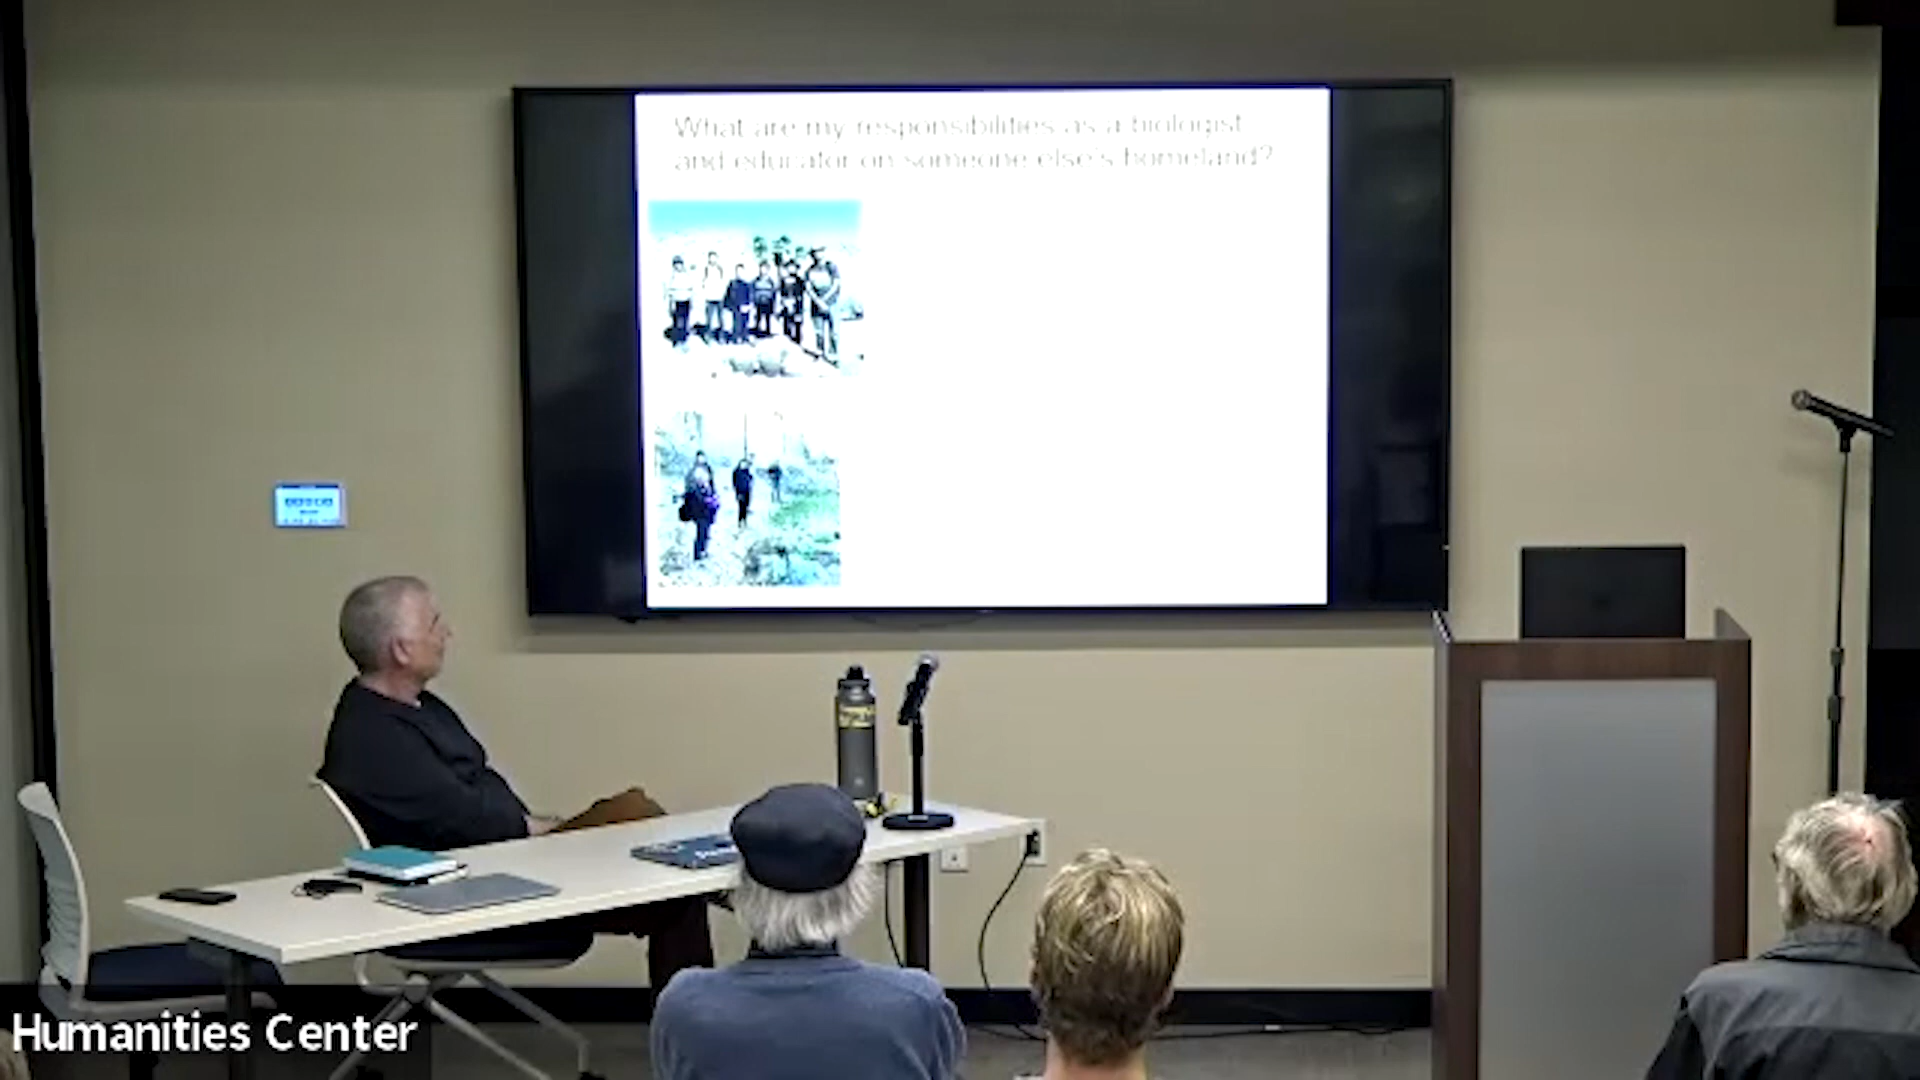 What are my responsibilities as a biologist
and educator on someone else's homeland?
Humanities Center